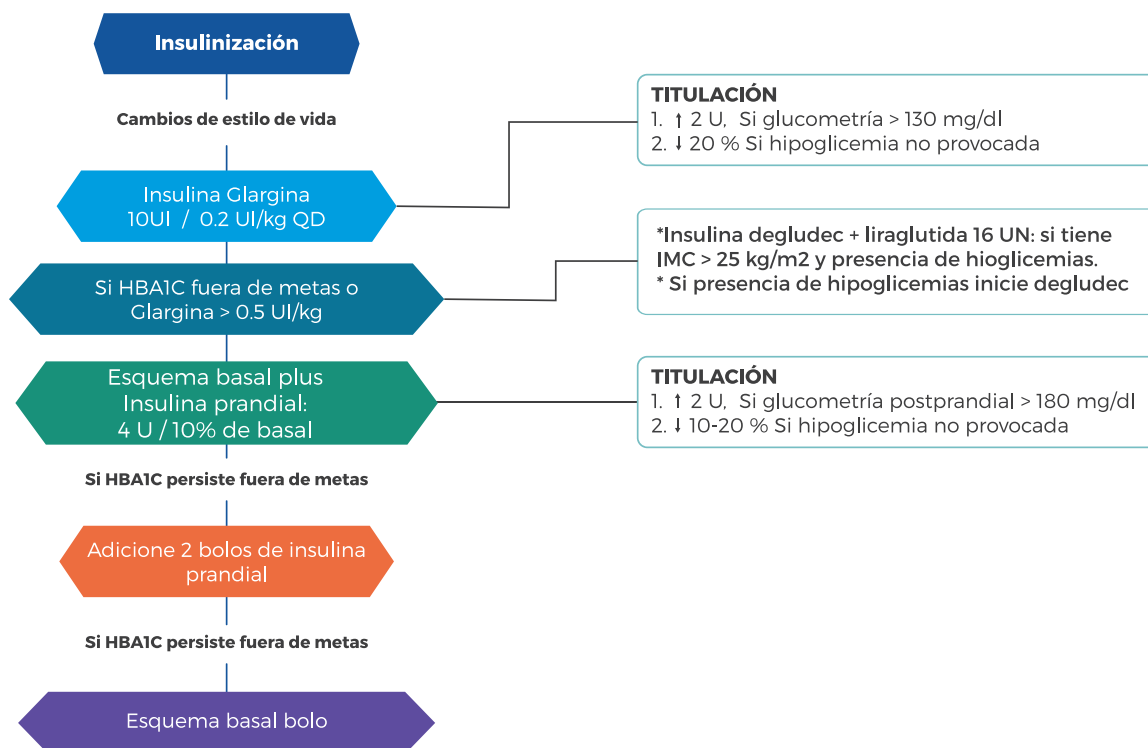 Insulinización
Cambios de estilo de vida
Insulina Glargina
10UI / 0.2 UI/kg QD
Si HBA1C fuera de metas o
Glargina > 0.5 UI/kg
Esquema basal plus
Insulina prandial:
4 U / 10% de basal
Si HBA1C persiste fuera de metas
Adicione 2 bolos de insulina
prandial
Si HBA1C persiste fuera de metas
Esquema basal bolo
TITULACIÓN
1. ↑ 2 U, Si glucometría > 130 mg/dl
2. ↓ 20 % Si hipoglicemia no provocada
*Insulina degludec + liraglutida 16 UN: si tiene
IMC > 25 kg/m2 y presencia de hioglicemias.
* Si presencia de hipoglicemias inicie degludec
TITULACIÓN
1. ↑ 2 U, Si glucometría postprandial > 180 mg/dl
2. ↓ 10-20 % Si hipoglicemia no provocada